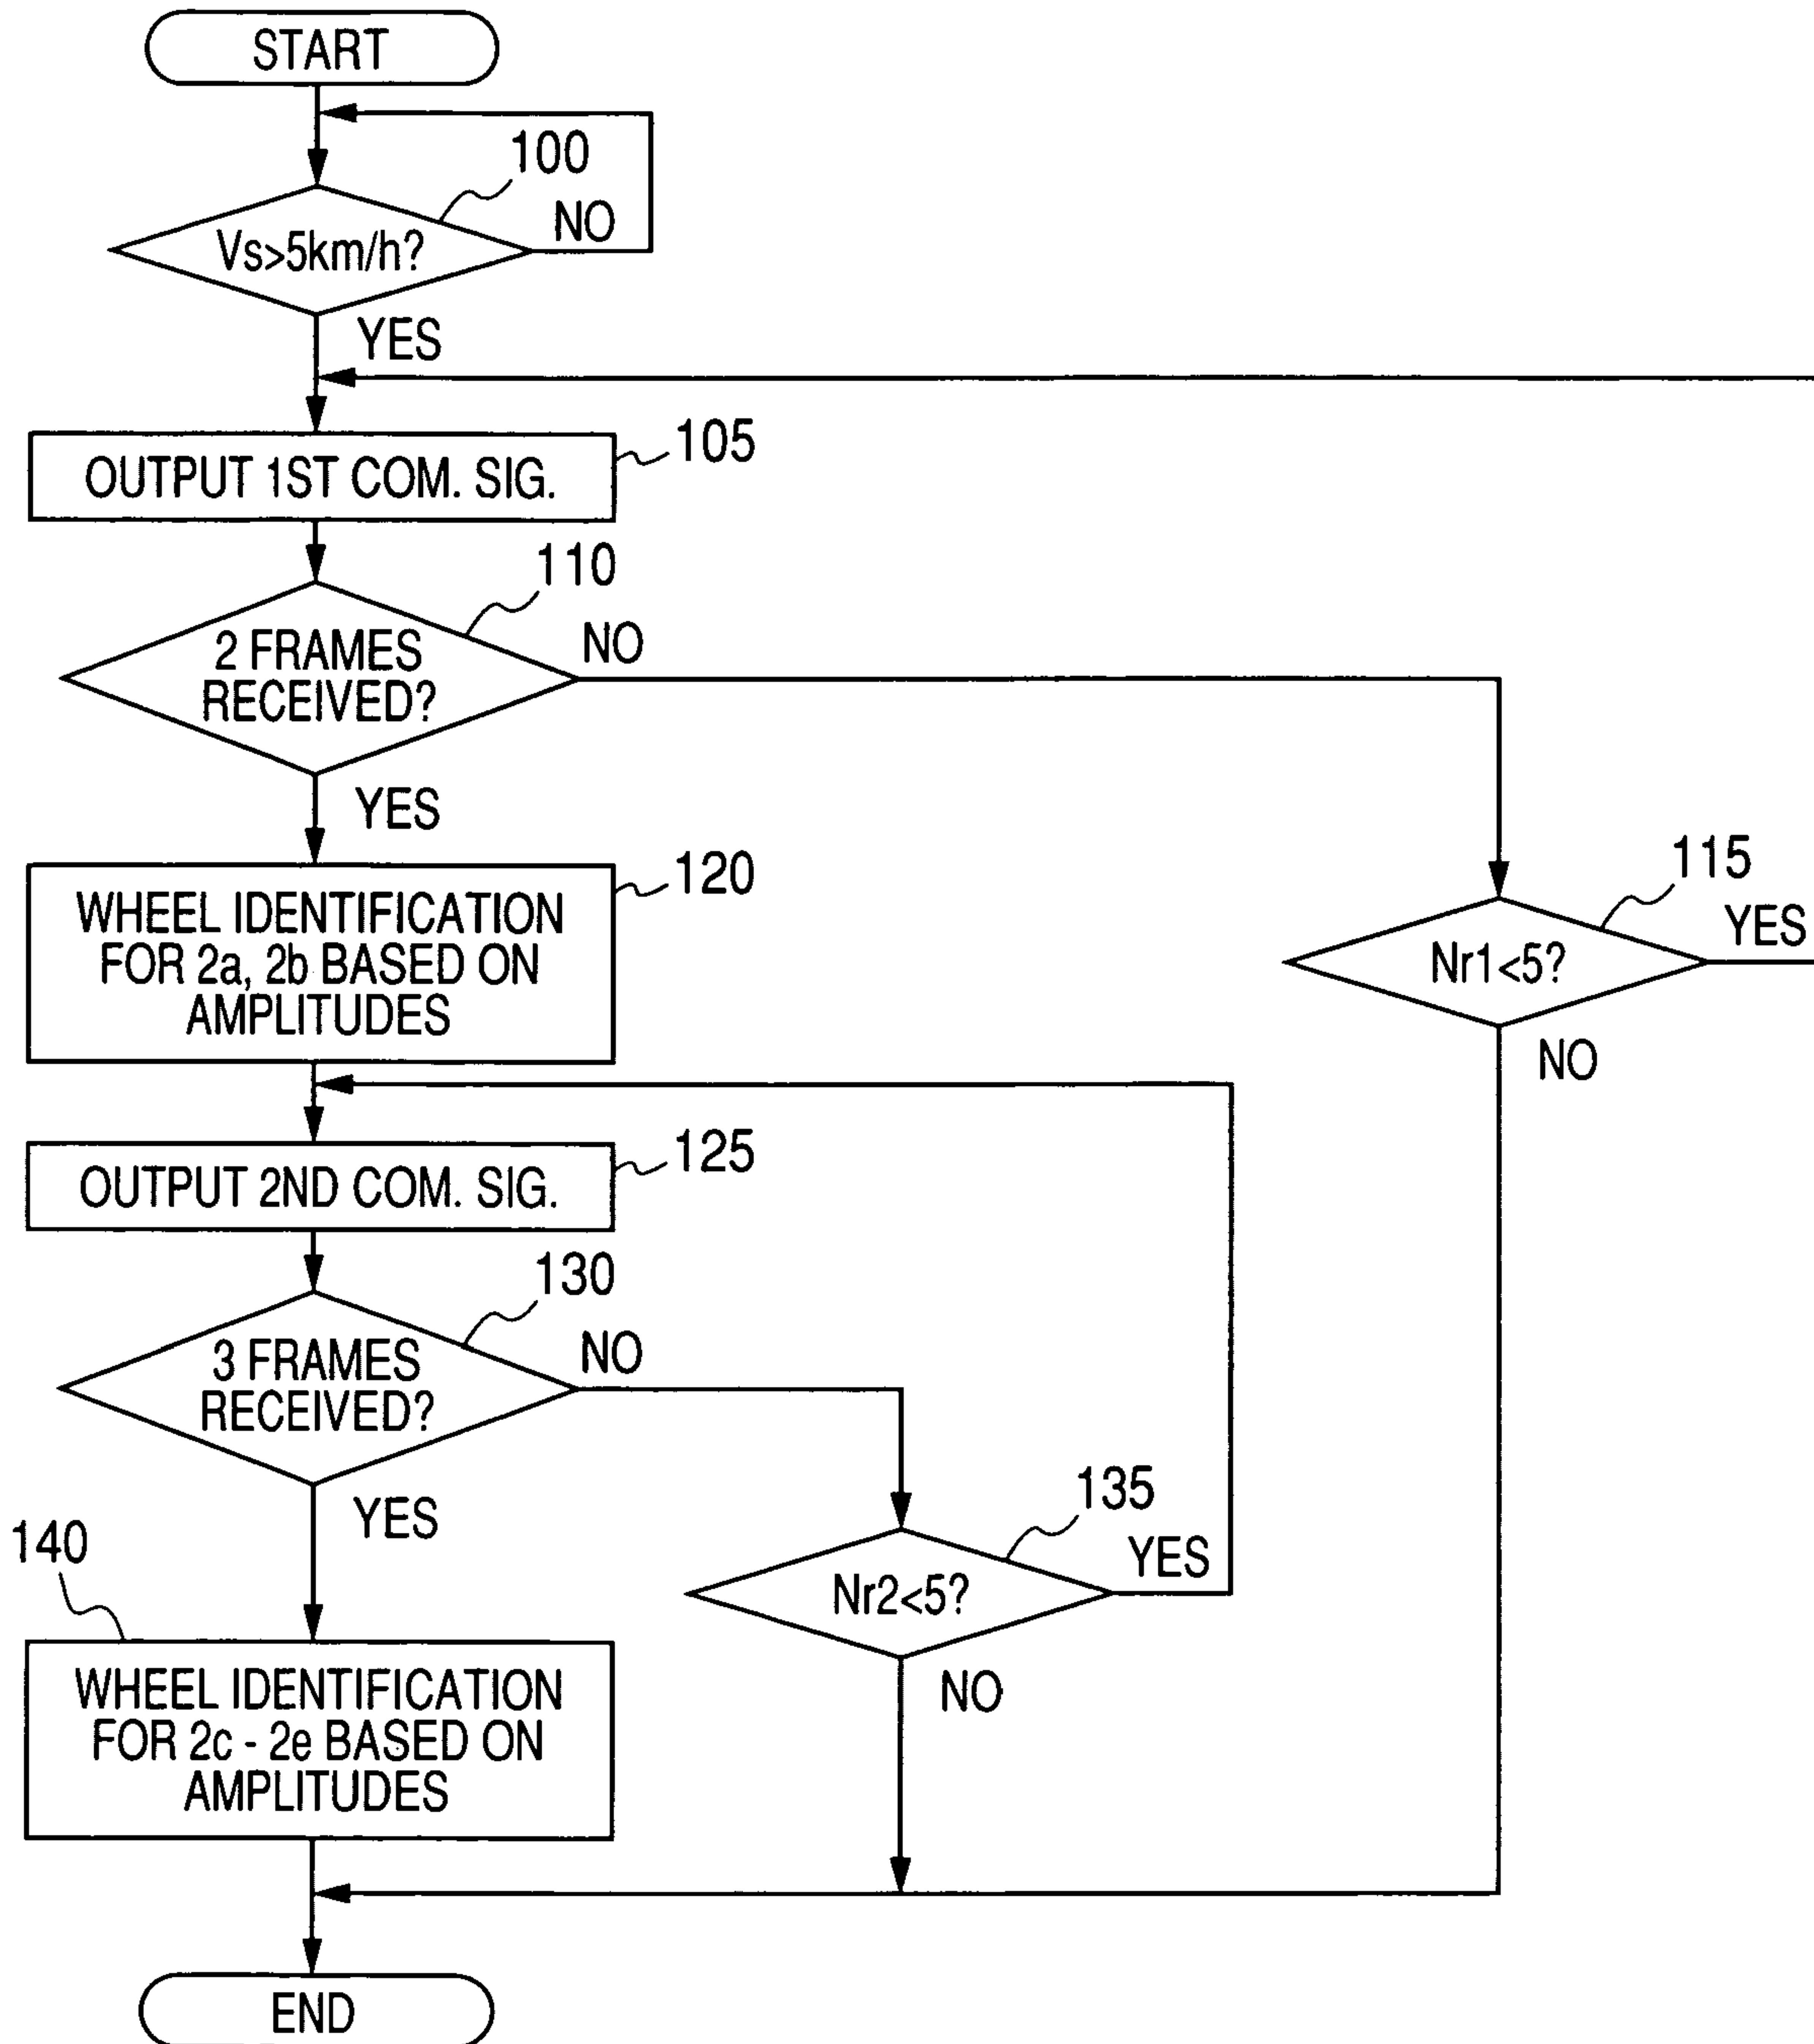 START
100
NO
Vs>5km/h?
YES
105
OUTPUT 1ST COM. SIG.
110
NO
2 FRAMES
RECEIVED?
YES
120
WHEEL IDENTIFICATION
FOR 2a, 2b BASED ON
AMPLITUDES
115
YES
Nr1<5?
NO
125
OUTPUT 2ND COM. SIG.
130
NO
3 FRAMES
RECEIVED?
YES
135
YES
Nr2<5?
NO
140
WHEEL IDENTIFICATION
FOR 2c - 2e BASED ON
AMPLITUDES
END